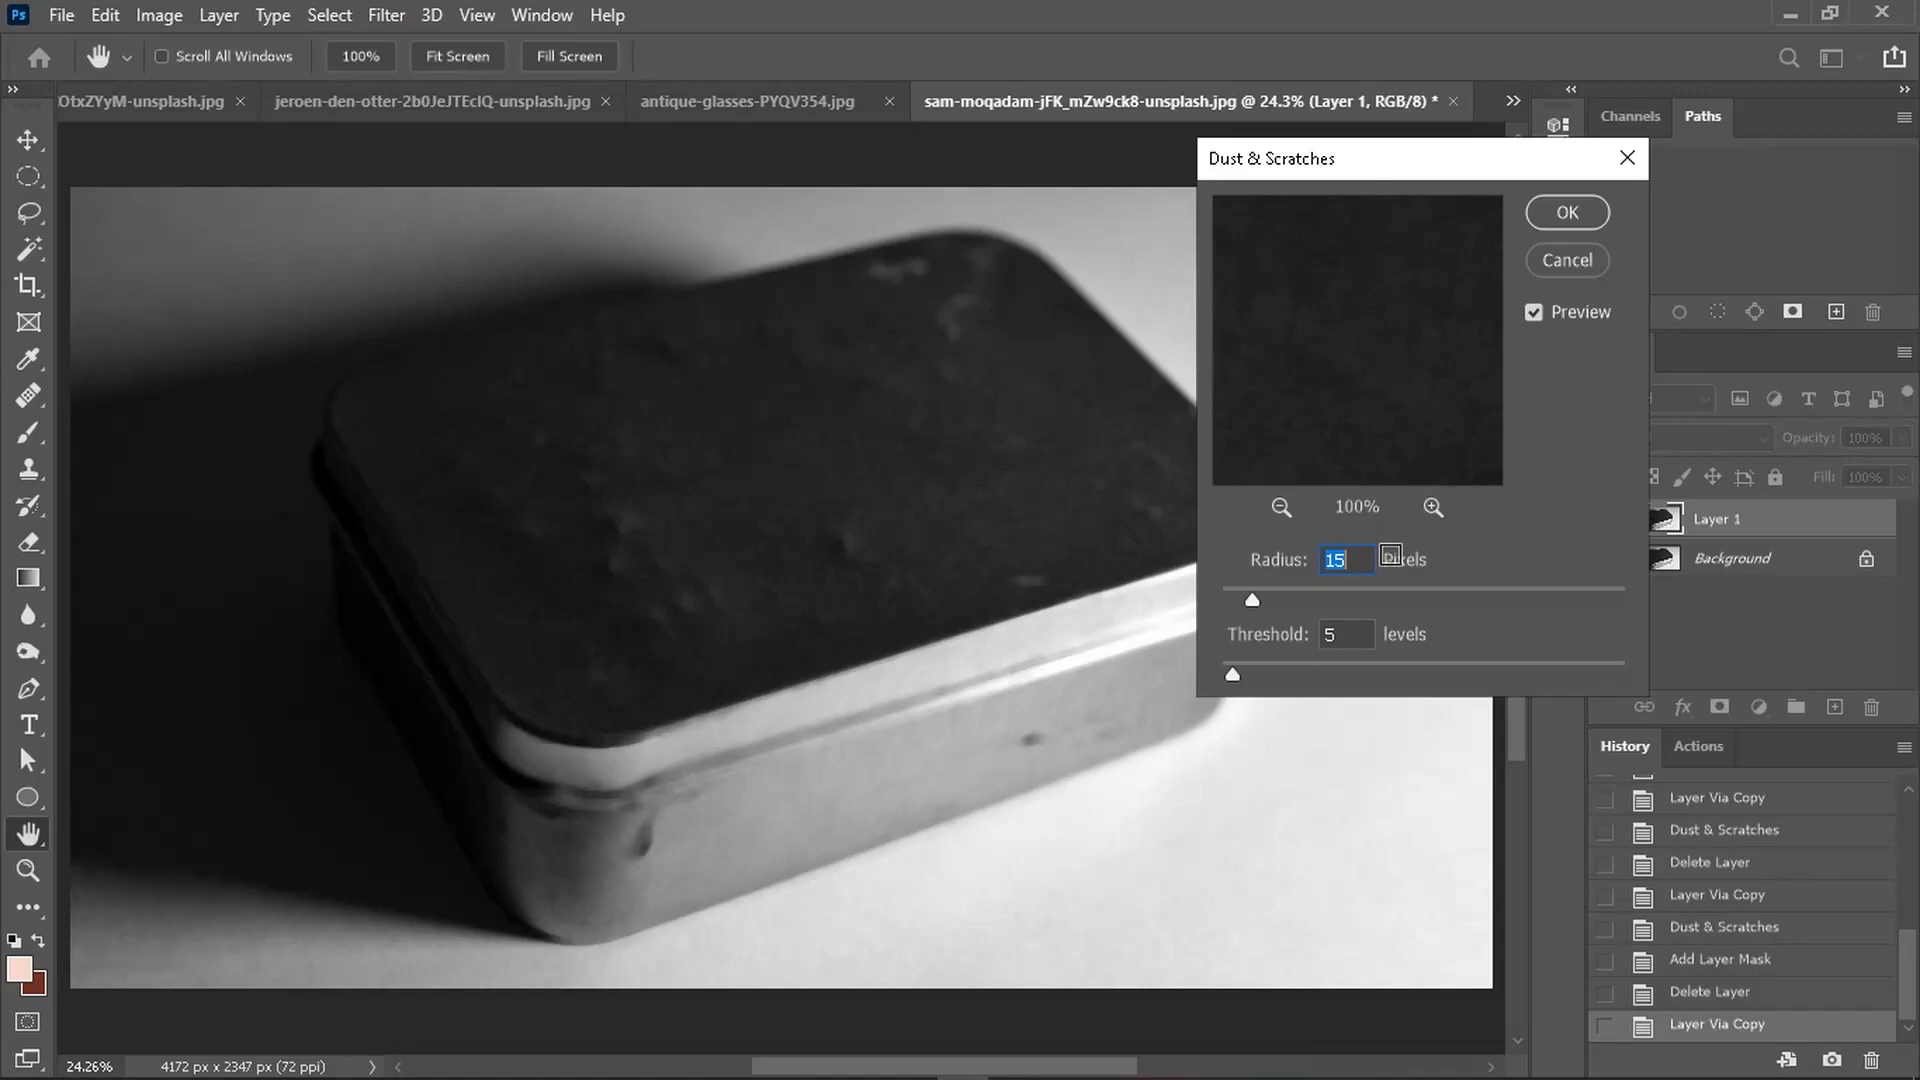 Ps File Edit Image Layer Type Select Filter 3D View Window Help
Scroll All Windows 100% Fit Screen Fill Screen
OtxZYyM-unsplash.jpg jeroen-den-otter-2b0JeJTEcIQ-unsplash.jpg antique-glasses-PYQV354.jpg sam-moqadam-jFK_mZw9ck8-unsplash.jpg @ 24.3% (Layer 1, RGB/8) *
Channels Paths
Dust & Scratches
OK
Cancel
Preview
Opacity: 100%
Fill: 100%
100%
Layer 1
Radius: 15 Pixels
Background
Threshold: 5 levels
History Actions
Layer Via Copy
Dust & Scratches
Delete Layer
Layer Via Copy
Dust & Scratches
Add Layer Mask
Delete Layer
Layer Via Copy
24.26% 4172 px x 2347 px (72 ppi)